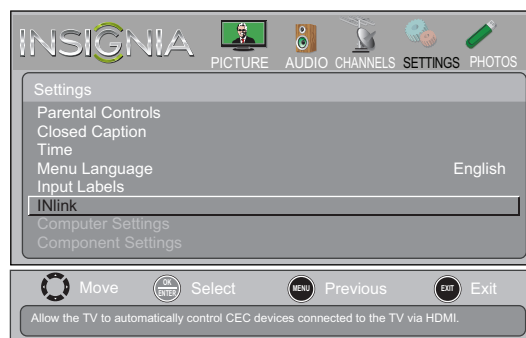 INSIGNIA
PICTURE AUDIO CHANNELS SETTINGS PHOTOS
Settings
Parental Controls
Closed Caption
Time
Menu Language English
Input Labels
INlink
Computer Settings
Component Settings
Move OK ENTER Select MENU Previous EXIT Exit
Allow the TV to automatically control CEC devices connected to the TV via HDMI.